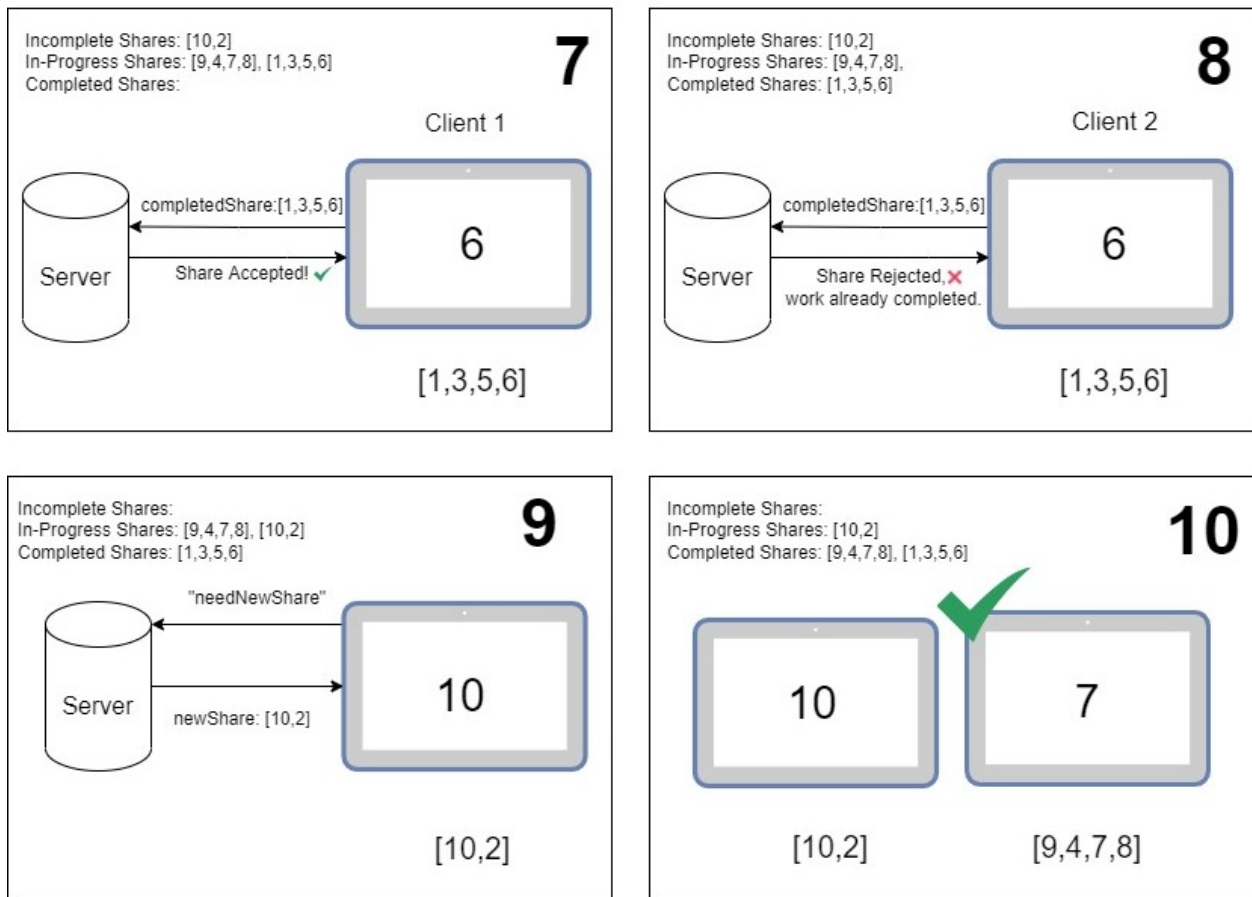 Incomplete Shares: [10,2]
In-Progress Shares: [9,4,7,8], [1,3,5,6]
Completed Shares:
7
Client 1
completedShare:[1,3,5,6]
6
Server
Share Accepted!
[1,3,5,6]
Incomplete Shares: [10,2]
In-Progress Shares: [9,4,7,8],
Completed Shares: [1,3,5,6]
8
Client 2
completedShare:[1,3,5,6]
6
Server
Share Rejected,
work already completed.
[1,3,5,6]
Incomplete Shares:
In-Progress Shares: [9,4,7,8], [10,2]
Completed Shares: [1,3,5,6]
9
"needNewShare"
10
Server
newShare: [10,2]
[10,2]
Incomplete Shares:
In-Progress Shares: [10,2]
Completed Shares: [9,4,7,8], [1,3,5,6]
10
10
7
[10,2]
[9,4,7,8]